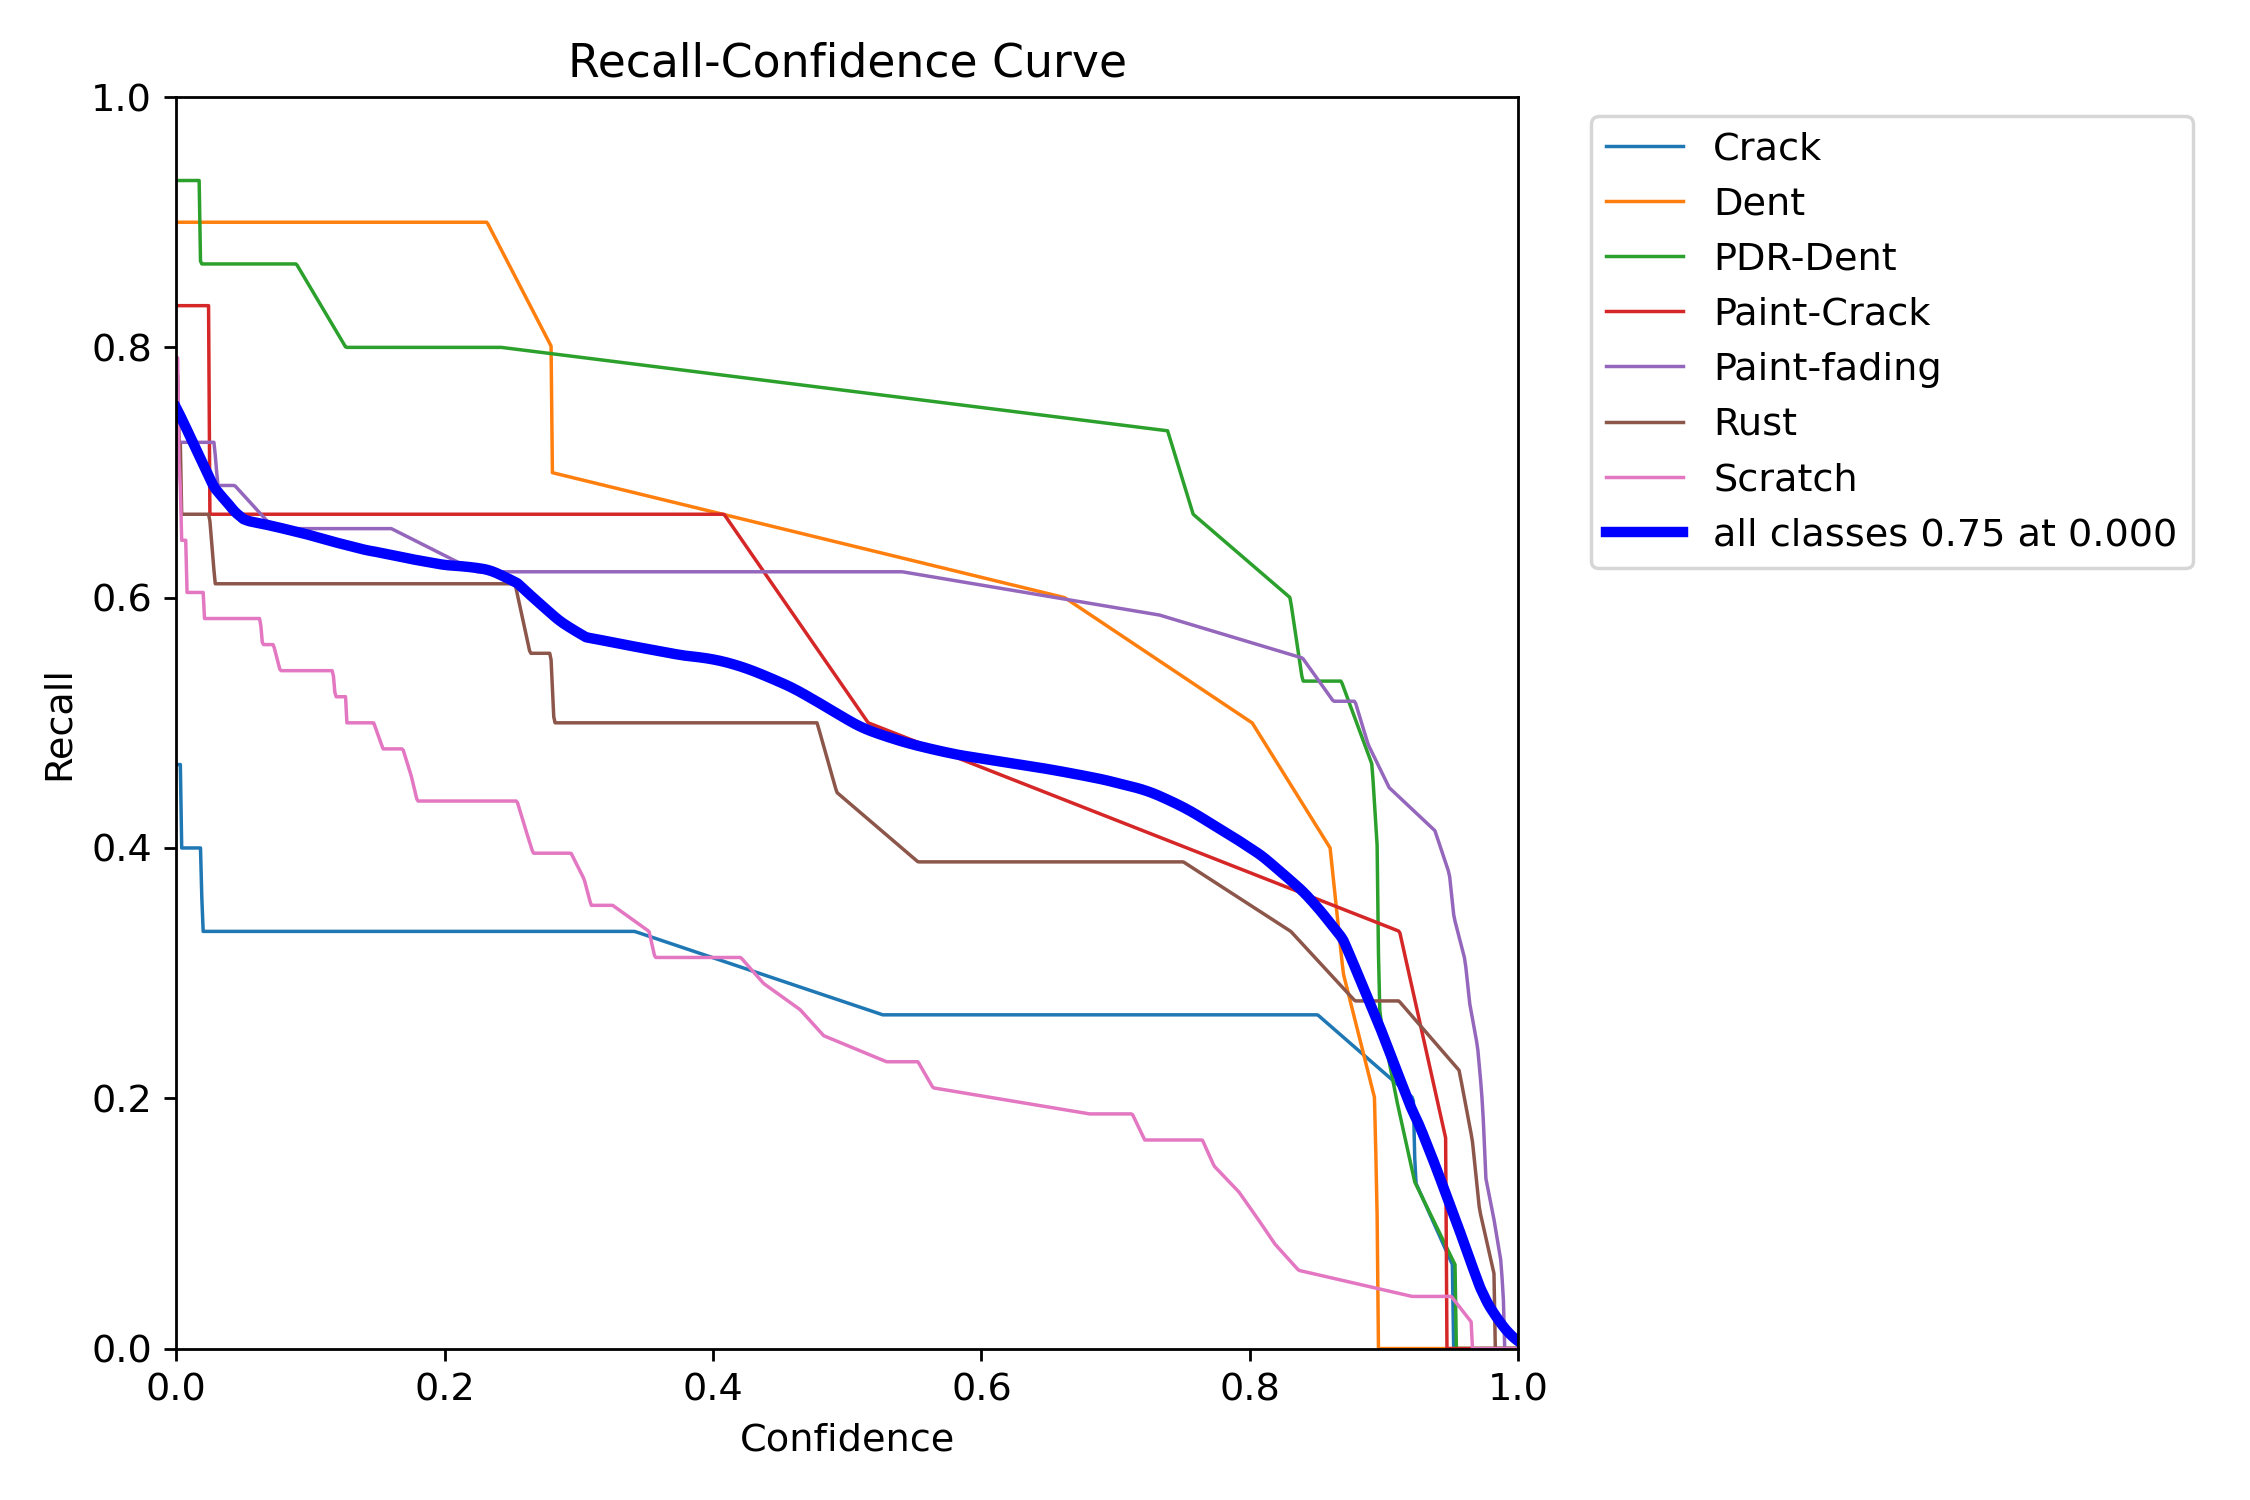 Recall-Confidence Curve
1.0
0.8
0.6
0.4
0.2
0.0
Recall
0.0 0.2 0.4 0.6 0.8 1.0
Confidence
Crack
Dent
PDR-Dent
Paint-Crack
Paint-fading
Rust
Scratch
all classes 0.75 at 0.000